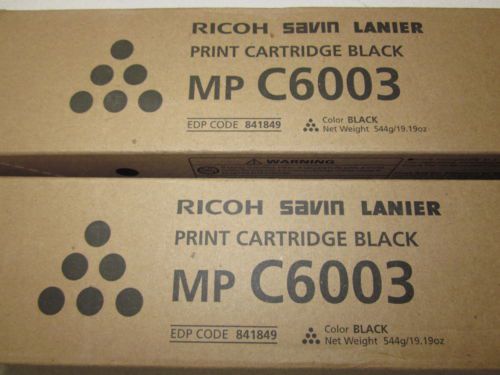 RICOH savin LANIER
PRINT CARTRIDGE BLACK
MP C6003
EDP CODE 841849
Color BLACK
Net Weight 544g/19.19oz
WARNING
RICOH savin LANIER
PRINT CARTRIDGE BLACK
MP C6003
EDP CODE 841849
Color BLACK
Net Weight 544g/19.19oz